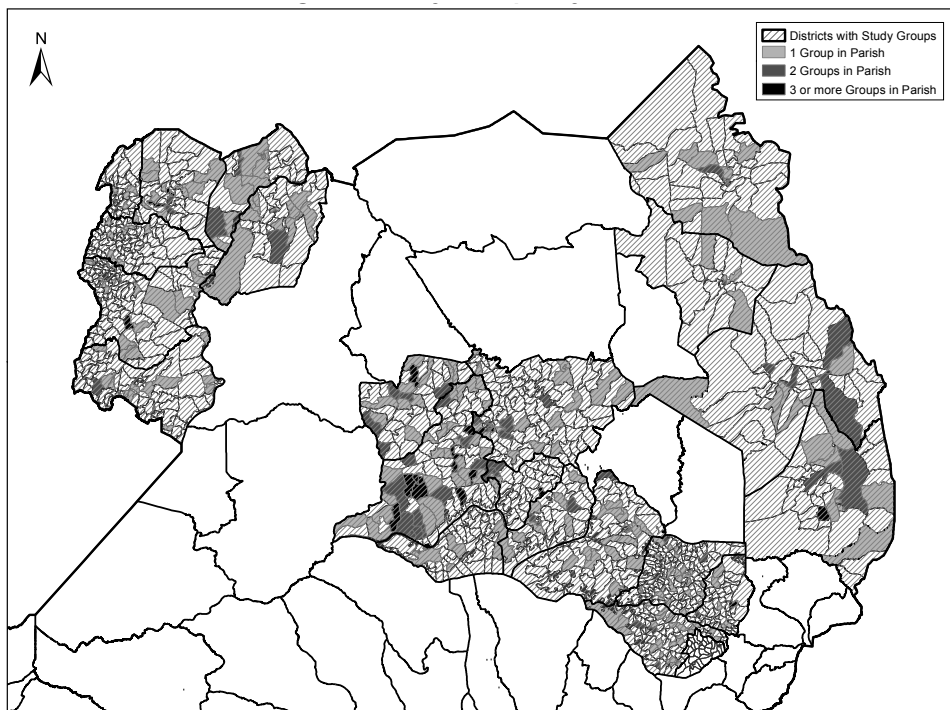 N
Districts with Study Groups
1 Group in Parish
2 Groups in Parish
3 or more Groups in Parish